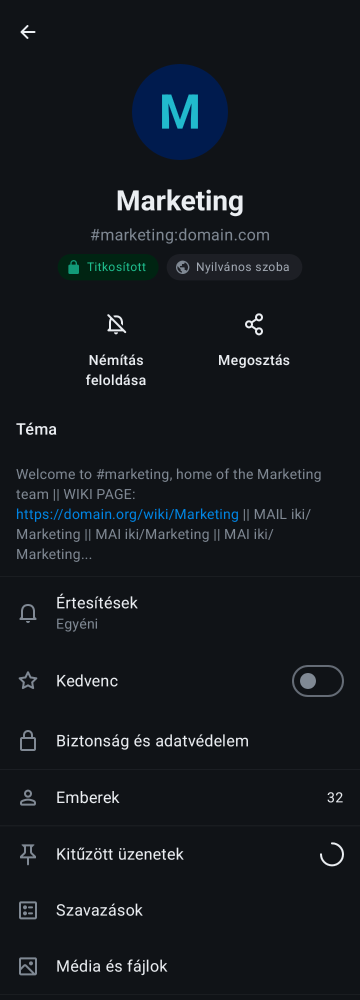 M
Marketing
#marketing:domain.com
Titkosított
Nyilvános szoba
Némítás
feloldása
Megosztás
Téma
Welcome to #marketing, home of the Marketing
team || WIKI PAGE:
https://domain.org/wiki/Marketing || MAIL iki/
Marketing || MAI iki/Marketing || MAI iki/
Marketing...
Értesítések
Egyéni
Kedvenc
Biztonság és adatvédelem
Emberek
32
Kitűzött üzenetek
Szavazások
Média és fájlok